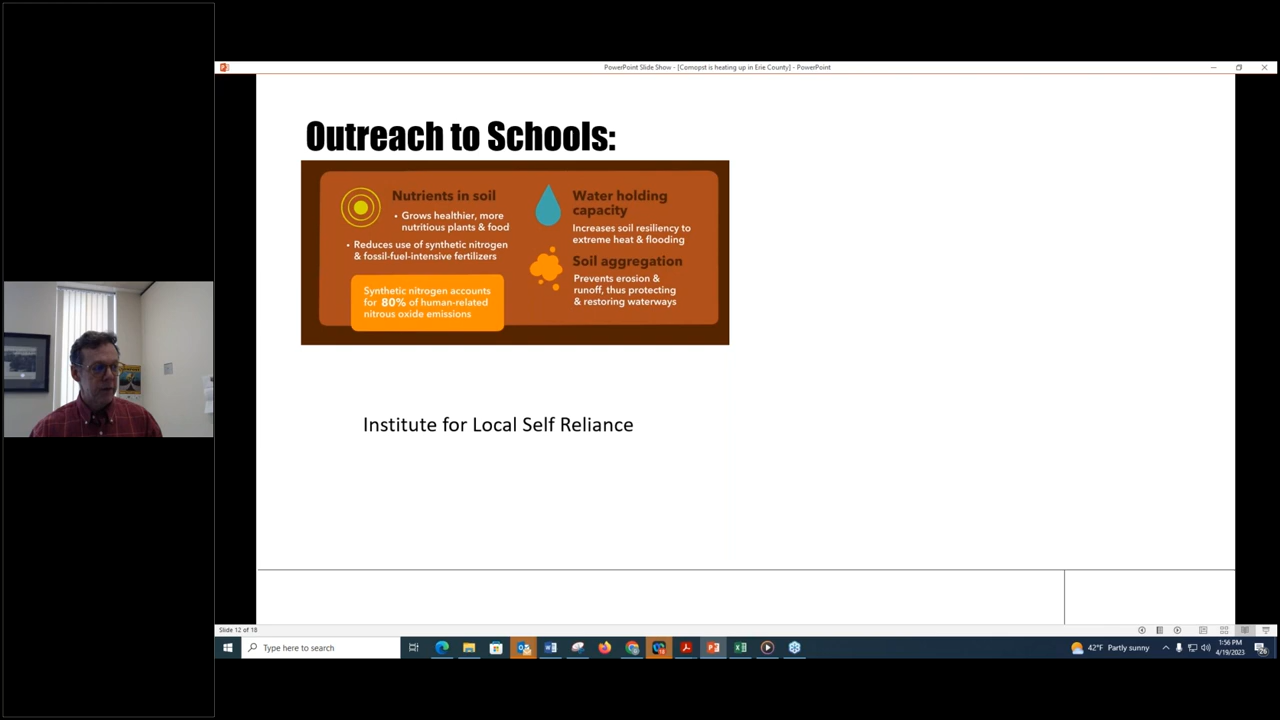 PowerPoint Slide Show - [Comopst is heating up in Erie County] - PowerPoint
Outreach to Schools:
Nutrients in soil
• Grows healthier, more
nutritious plants & food
• Reduces use of synthetic nitrogen
& fossil-fuel-intensive fertilizers
Synthetic nitrogen accounts
for 80% of human-related
nitrous oxide emissions
Water holding
capacity
Increases soil resiliency to
extreme heat & flooding
Soil aggregation
Prevents erosion &
runoff, thus protecting
& restoring waterways
Institute for Local Self Reliance
Slide 12 of 18
Type here to search
42°F Partly sunny
1:56 PM
4/19/2023
26